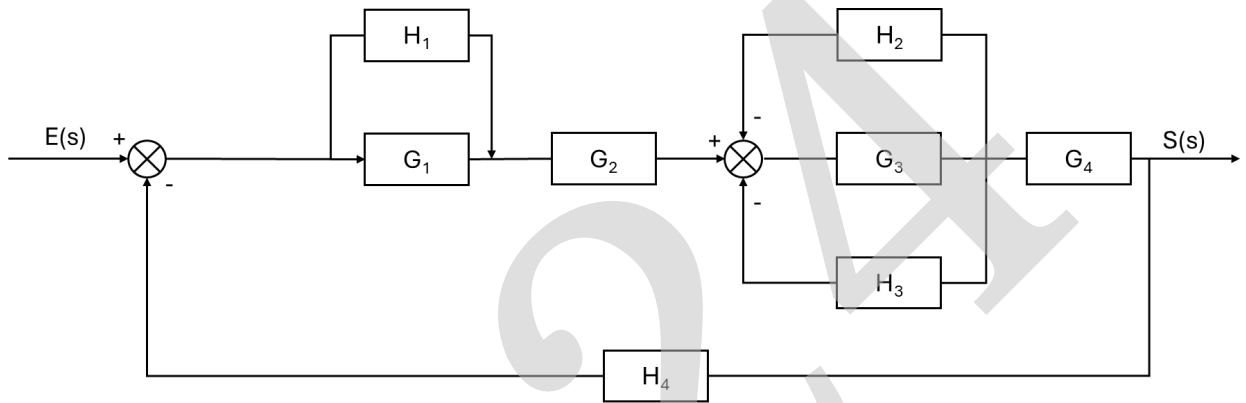 H₁
H₂
E(s)
+
-
G₁
G₂
+
-
-
G₃
G₄
S(s)
H₃
H₄